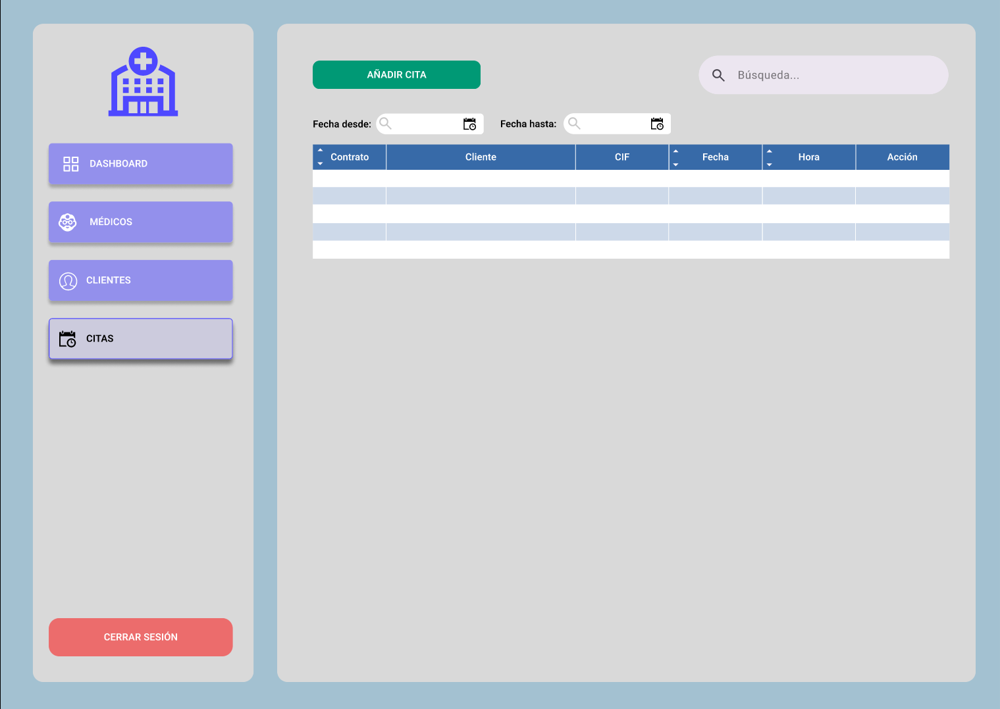 DASHBOARD
MÉDICOS
CLIENTES
CITAS
CERRAR SESIÓN
AÑADIR CITA
Búsqueda...
Fecha desde:
Fecha hasta:
Contrato Cliente CIF Fecha Hora Acción